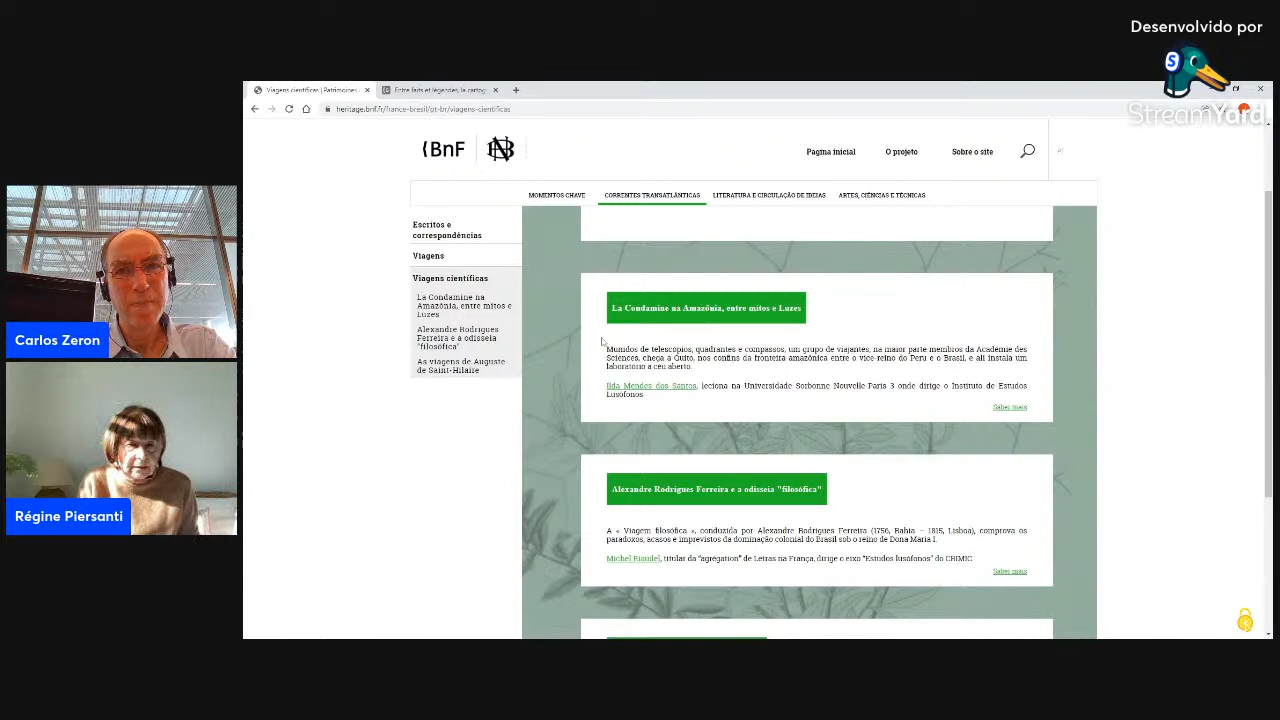 Desenvolvido por
StreamYard
Viagens científicas | Patrimoines
Entre faits et légendes, la cartog
heritage.bnf.fr/france-bresil/pt-br/viagens-cientificas
BnF
Pagina inicial
O projeto
Sobre o site
PT
MOMENTOS CHAVE
CORRENTES TRANSATLÂNTICAS
LITERATURA E CIRCULAÇÃO DE IDEIAS
ARTES, CIÊNCIAS E TÉCNICAS
Escritos e
correspondências
Viagens
Viagens científicas
La Condamine na
Amazônia, entre mitos e
Luzes
Alexandre Rodrigues
Ferreira e a odisseia
"filosófica"
As viagens de Auguste
de Saint-Hilaire
La Condamine na Amazônia, entre mitos e Luzes
Munidos de telescópios, quadrantes e compassos, um grupo de viajantes, na maior parte membros da Académie des
Sciences, chega a Quito, nos confins da fronteira amazônica entre o vice-reino do Peru e o Brasil, e ali instala um
laboratório a céu aberto.
Ilda Mendes dos Santos, leciona na Universidade Sorbonne Nouvelle-Paris 3 onde dirige o Instituto de Estudos
Lusófonos.
Saber mais
Alexandre Rodrigues Ferreira e a odisseia "filosófica"
A « Viagem filosófica », conduzida por Alexandre Rodrigues Ferreira (1756, Bahia – 1815, Lisboa), comprova os
paradoxos, acasos e imprevistos da dominação colonial do Brasil sob o reino de Dona Maria I.
Michel Riaudel, titular da "agrégation" de Letras na França, dirige o eixo "Estudos lusófonos" do CRIMIC
Saber mais
Carlos Zeron
Régine Piersanti